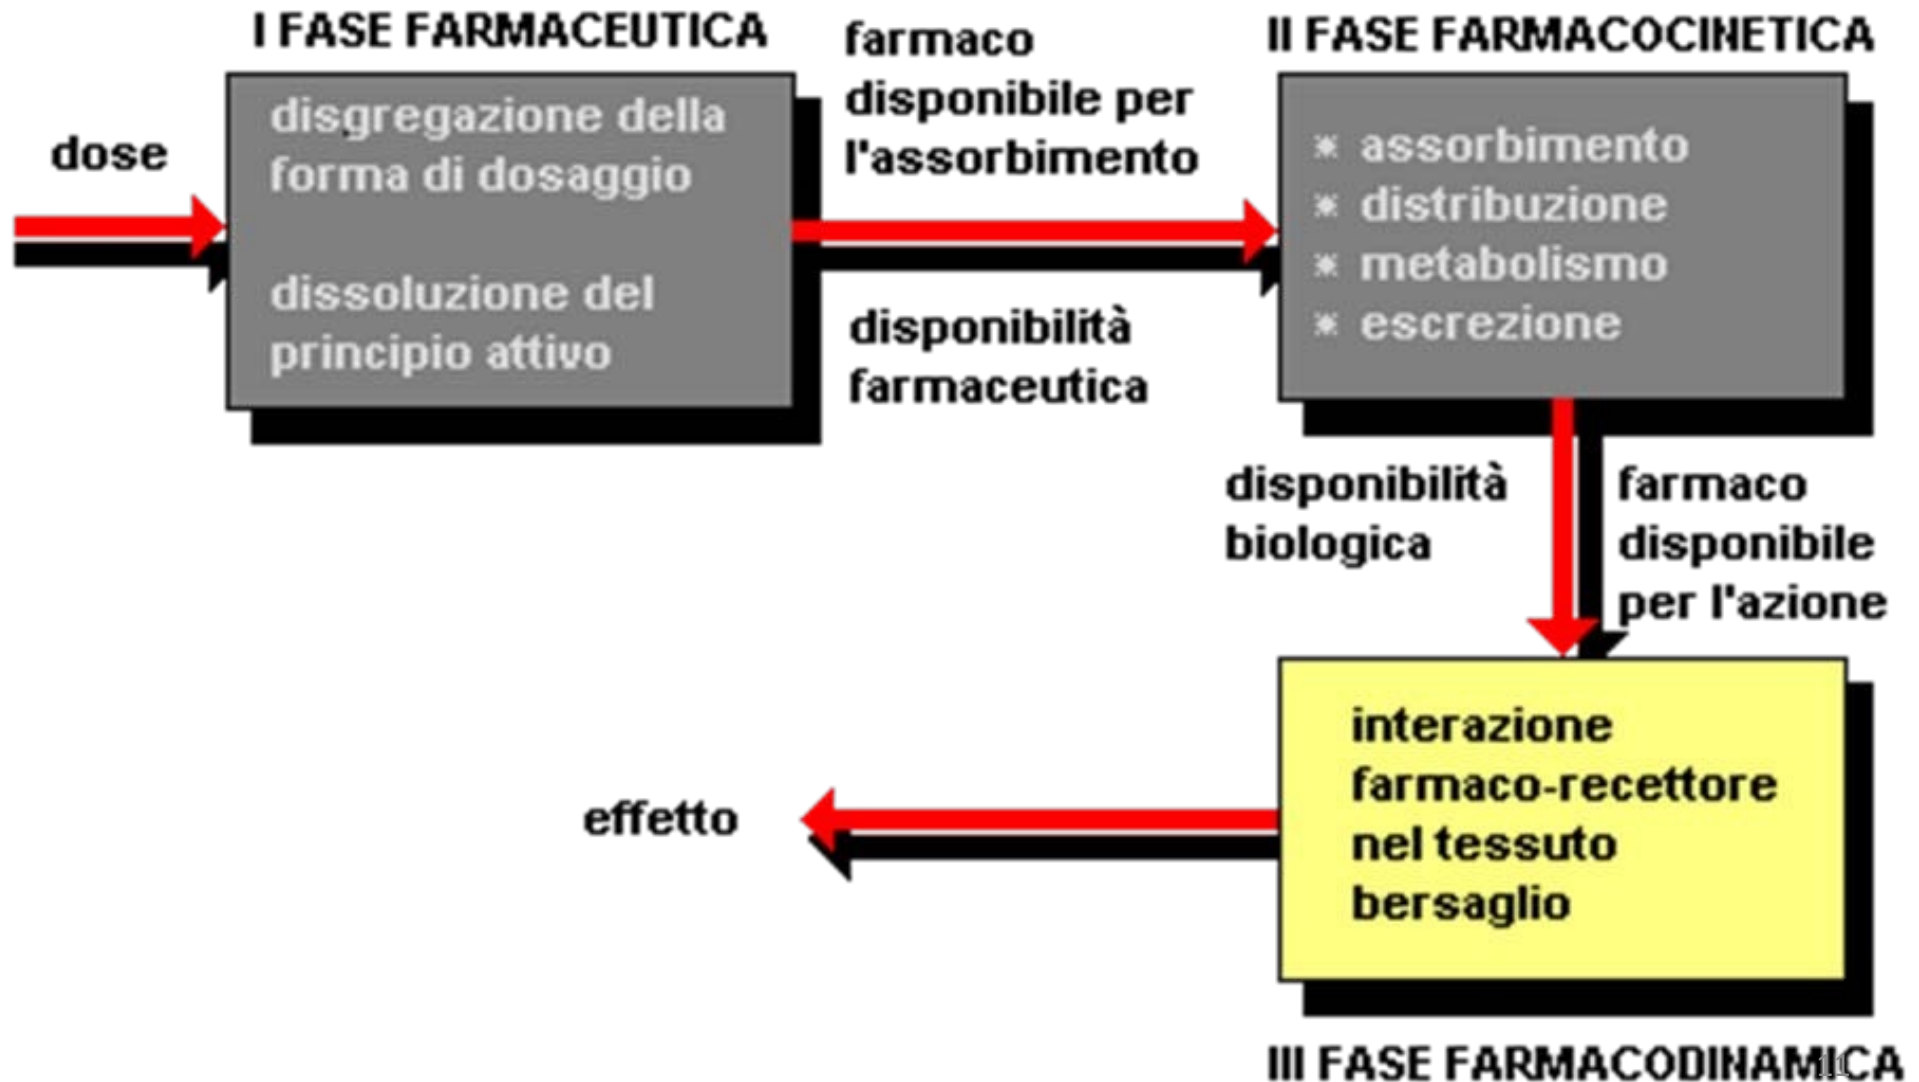 I FASE FARMACEUTICA
dose
disgregazione della
forma di dosaggio
dissoluzione del
principio attivo
farmaco
disponibile per
l'assorbimento
disponibilità
farmaceutica
II FASE FARMACOCINETICA
* assorbimento
* distribuzione
* metabolismo
* escrezione
disponibilità
biologica
farmaco
disponibile
per l'azione
interazione
farmaco-recettore
nel tessuto
bersaglio
effetto
III FASE FARMACODINAMICA
11